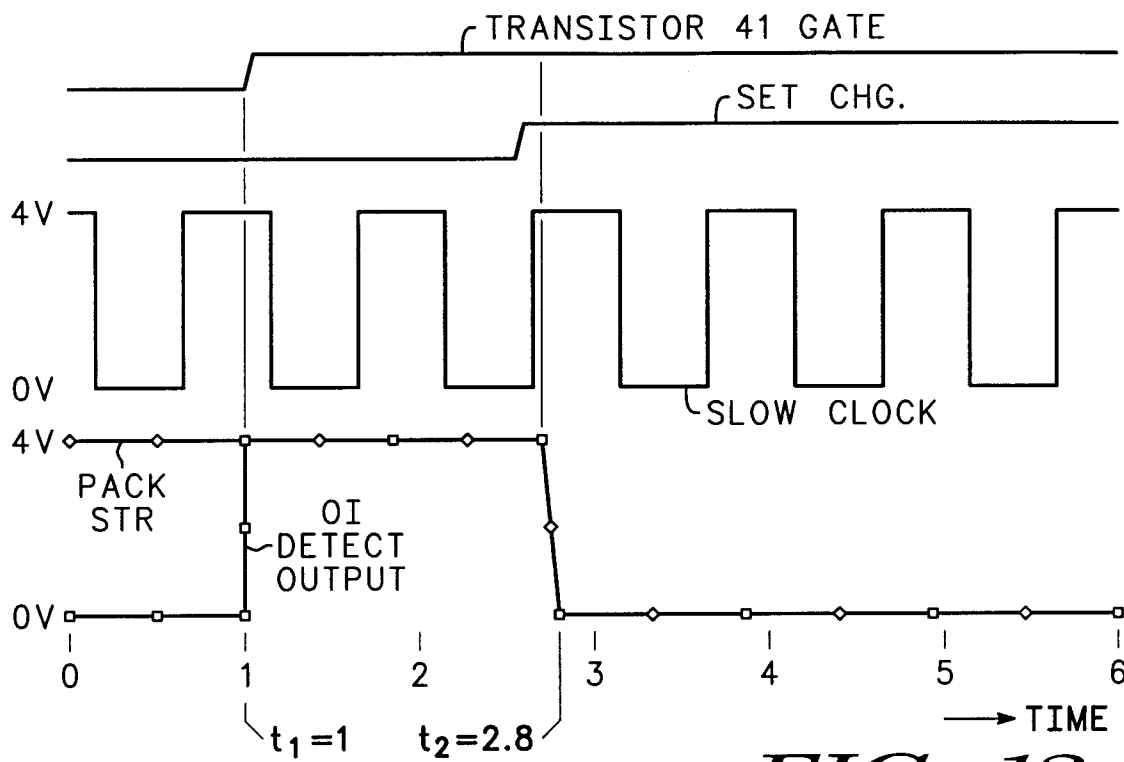 TRANSISTOR 41 GATE
SET CHG.
4V
0V
SLOW CLOCK
4V
PACK
STR
OI
DETECT
OUTPUT
0V
0 1 2 3 4 5 6
TIME
t1=1 t2=2.8